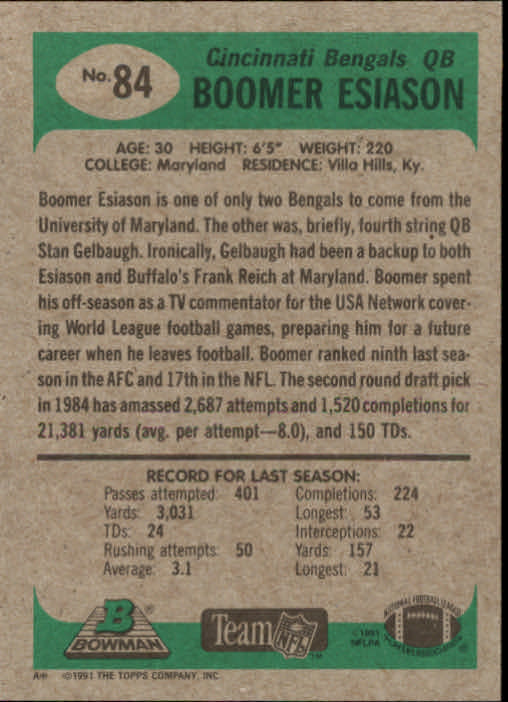 No. 84
Cincinnati Bengals QB
BOOMER ESIASON
AGE: 30 HEIGHT: 6'5" WEIGHT: 220
COLLEGE: Maryland RESIDENCE: Villa Hills, Ky.
Boomer Esiason is one of only two Bengals to come from the
University of Maryland. The other was, briefly, fourth string QB
Stan Gelbaugh. Ironically, Gelbaugh had been a backup to both
Esiason and Buffalo's Frank Reich at Maryland. Boomer spent
his off-season as a TV commentator for the USA Network cover-
ing World League football games, preparing him for a future
career when he leaves football. Boomer ranked ninth last sea-
son in the AFC and 17th in the NFL. The second round draft pick
in 1984 has amassed 2,687 attempts and 1,520 completions for
21,381 yards (avg. per attempt—8.0), and 150 TDs.
RECORD FOR LAST SEASON:
Passes attempted: 401 Completions: 224
Yards: 3,031 Longest: 53
TDs: 24 Interceptions: 22
Rushing attempts: 50 Yards: 157
Average: 3.1 Longest: 21
B ®
BOWMAN
Team NFL ™
©1991
NFLPA
NATIONAL FOOTBALL LEAGUE
PLAYERS ASSOCIATION
A* ©1991 THE TOPPS COMPANY, INC.